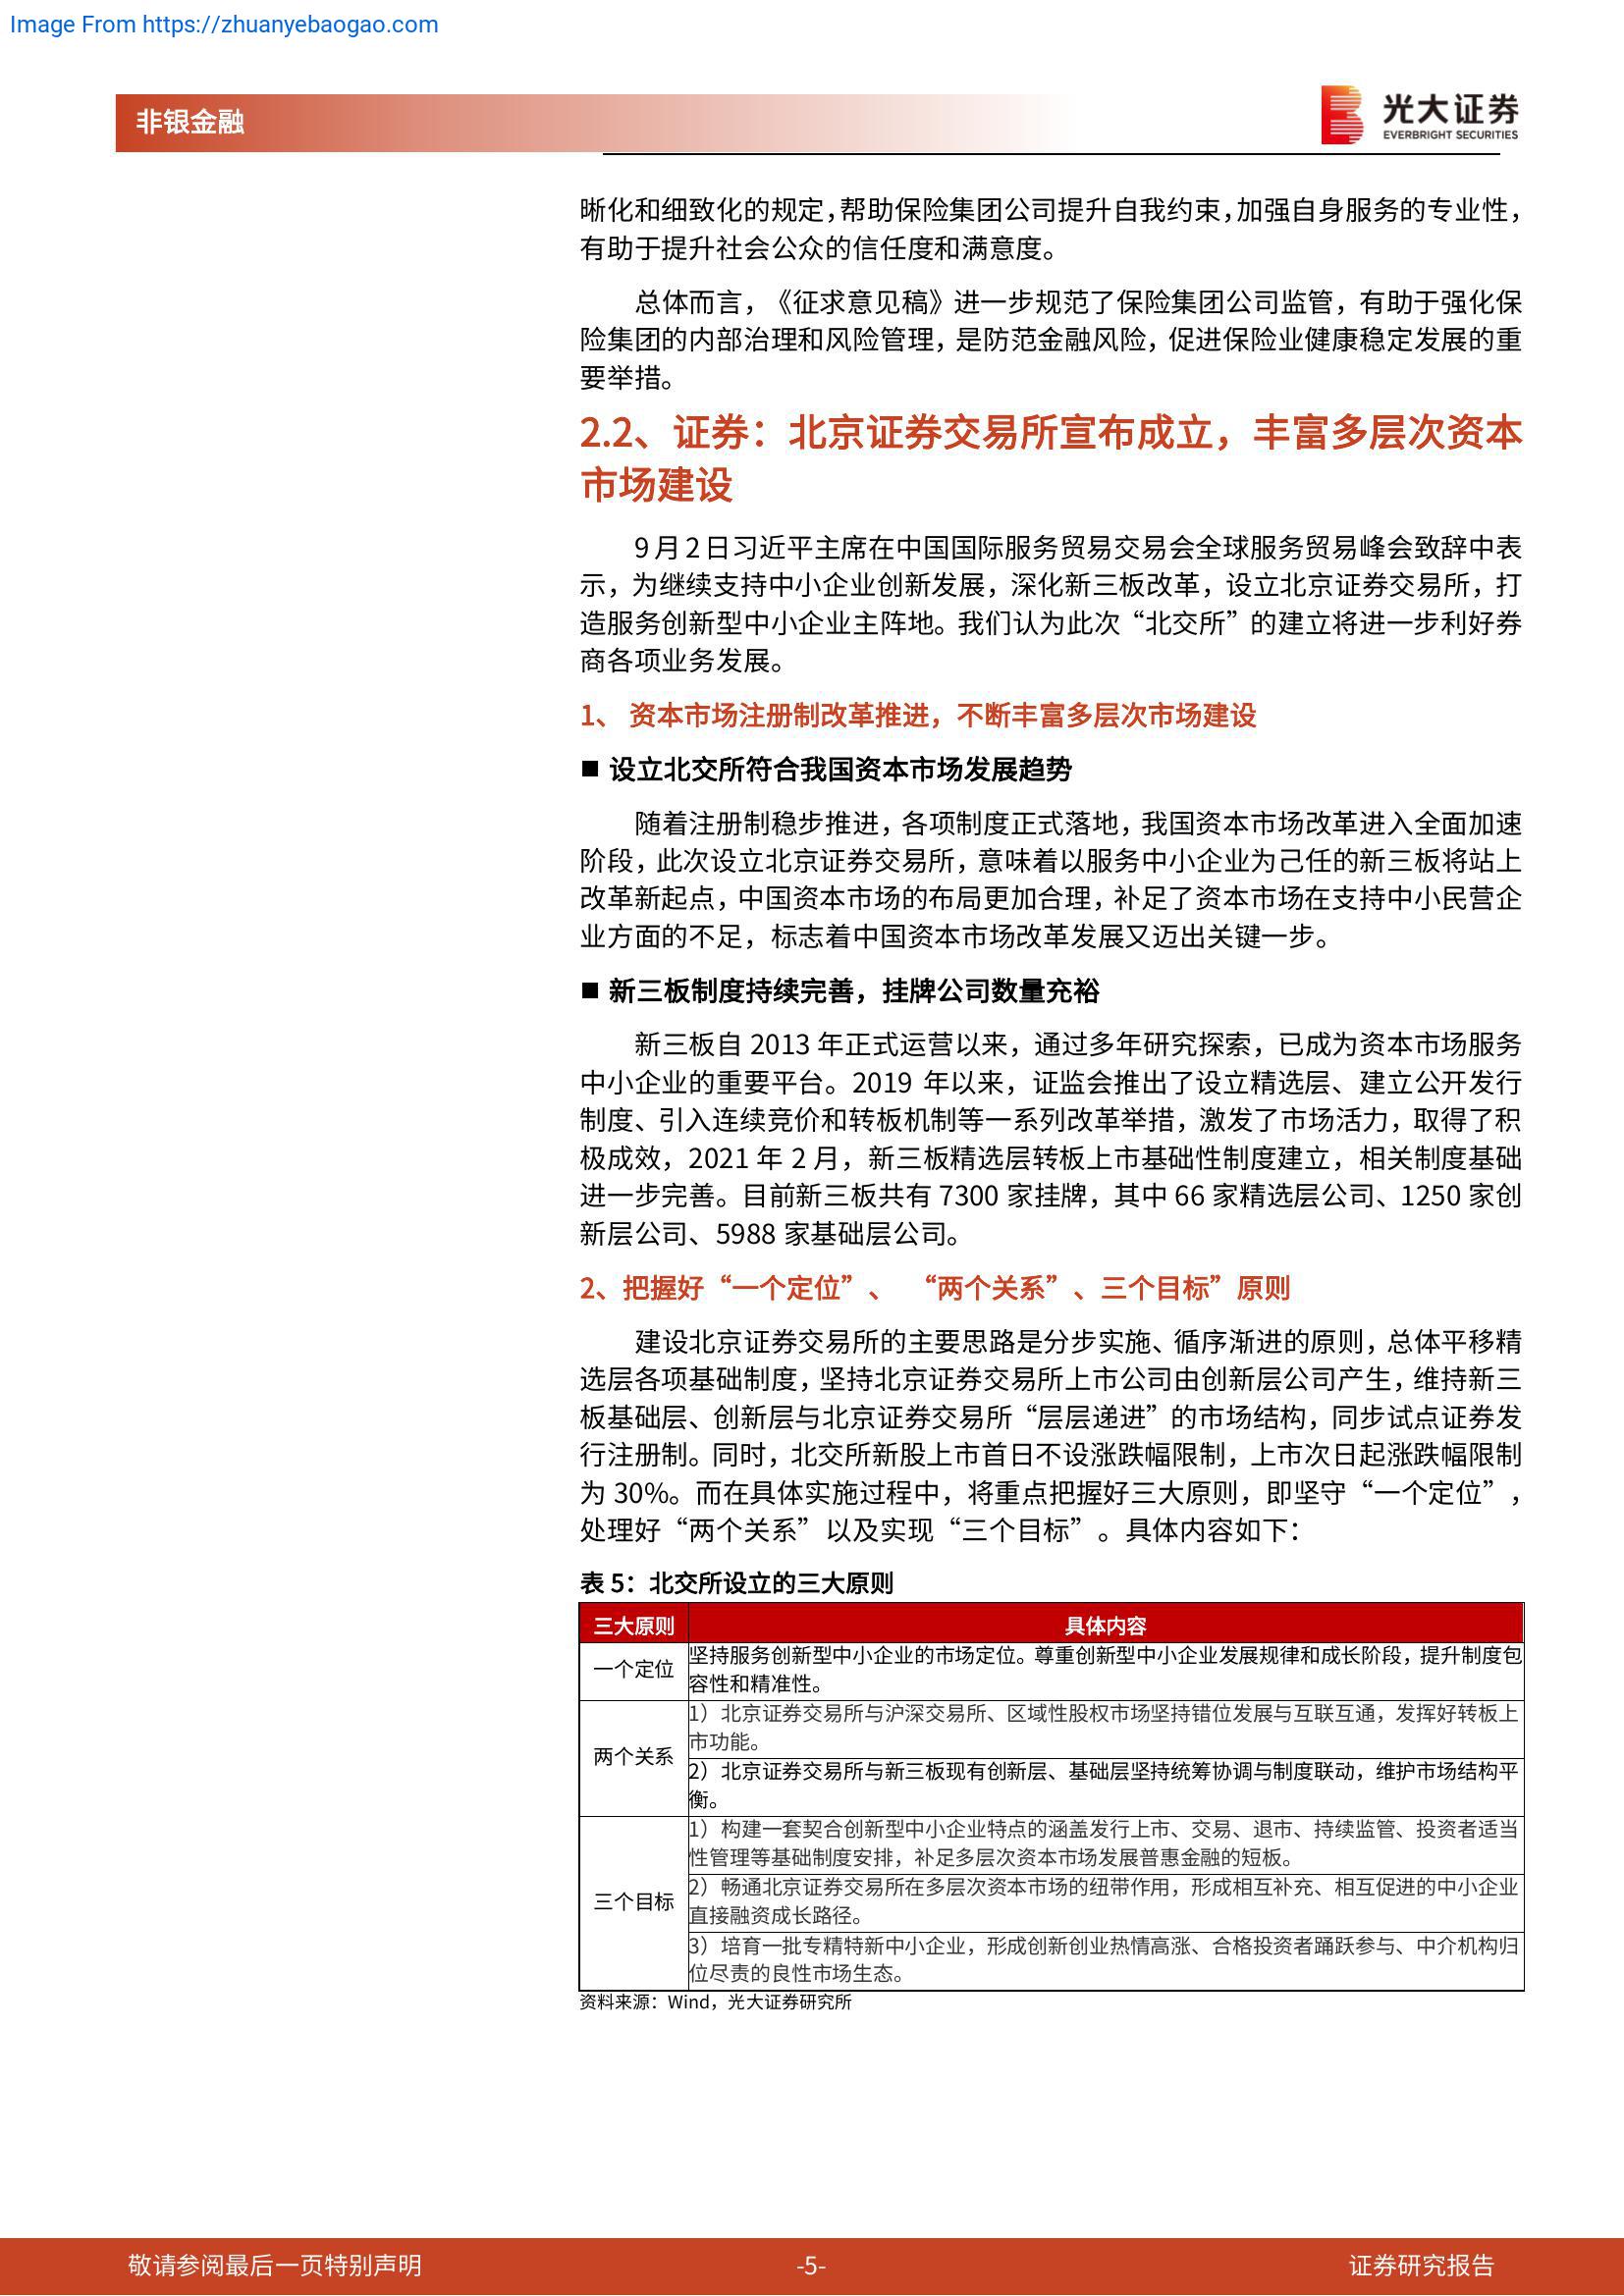 Image From https://zhuanyebaogao.com
非银金融
光大证券
EVERBRIGHT SECURITIES
晰化和细致化的规定，帮助保险集团公司提升自我约束，加强自身服务的专业性，
有助于提升社会公众的信任度和满意度。
总体而言，《征求意见稿》进一步规范了保险集团公司监管，有助于强化保
险集团的内部治理和风险管理，是防范金融风险，促进保险业健康稳定发展的重
要举措。
2.2、证券：北京证券交易所宣布成立，丰富多层次资本
市场建设
9月2日习近平主席在中国国际服务贸易交易会全球服务贸易峰会致辞中表
示，为继续支持中小企业创新发展，深化新三板改革，设立北京证券交易所，打
造服务创新型中小企业主阵地。我们认为此次“北交所”的建立将进一步利好券
商各项业务发展。
1、 资本市场注册制改革推进，不断丰富多层次市场建设
■ 设立北交所符合我国资本市场发展趋势
随着注册制稳步推进，各项制度正式落地，我国资本市场改革进入全面加速
阶段，此次设立北京证券交易所，意味着以服务中小企业为己任的新三板将站上
改革新起点，中国资本市场的布局更加合理，补足了资本市场在支持中小民营企
业方面的不足，标志着中国资本市场改革发展又迈出关键一步。
■ 新三板制度持续完善，挂牌公司数量充裕
新三板自 2013 年正式运营以来，通过多年研究探索，已成为资本市场服务
中小企业的重要平台。2019 年以来，证监会推出了设立精选层、建立公开发行
制度、引入连续竞价和转板机制等一系列改革举措，激发了市场活力，取得了积
极成效，2021 年 2 月，新三板精选层转板上市基础性制度建立，相关制度基础
进一步完善。目前新三板共有 7300 家挂牌，其中 66 家精选层公司、1250 家创
新层公司、5988 家基础层公司。
2、把握好“一个定位”、 “两个关系”、三个目标”原则
建设北京证券交易所的主要思路是分步实施、循序渐进的原则，总体平移精
选层各项基础制度，坚持北京证券交易所上市公司由创新层公司产生，维持新三
板基础层、创新层与北京证券交易所“层层递进”的市场结构，同步试点证券发
行注册制。同时，北交所新股上市首日不设涨跌幅限制，上市次日起涨跌幅限制
为 30%。而在具体实施过程中，将重点把握好三大原则，即坚守“一个定位”，
处理好“两个关系”以及实现“三个目标”。具体内容如下：
表 5：北交所设立的三大原则
三大原则 具体内容
一个定位 坚持服务创新型中小企业的市场定位。尊重创新型中小企业发展规律和成长阶段，提升制度包
容性和精准性。
两个关系 1）北京证券交易所与沪深交易所、区域性股权市场坚持错位发展与互联互通，发挥好转板上
市功能。
2）北京证券交易所与新三板现有创新层、基础层坚持统筹协调与制度联动，维护市场结构平
衡。
三个目标 1）构建一套契合创新型中小企业特点的涵盖发行上市、交易、退市、持续监管、投资者适当
性管理等基础制度安排，补足多层次资本市场发展普惠金融的短板。
2）畅通北京证券交易所在多层次资本市场的纽带作用，形成相互补充、相互促进的中小企业
直接融资成长路径。
3）培育一批专精特新中小企业，形成创新创业热情高涨、合格投资者踊跃参与、中介机构归
位尽责的良性市场生态。
资料来源：Wind，光大证券研究所
敬请参阅最后一页特别声明
-5-
证券研究报告